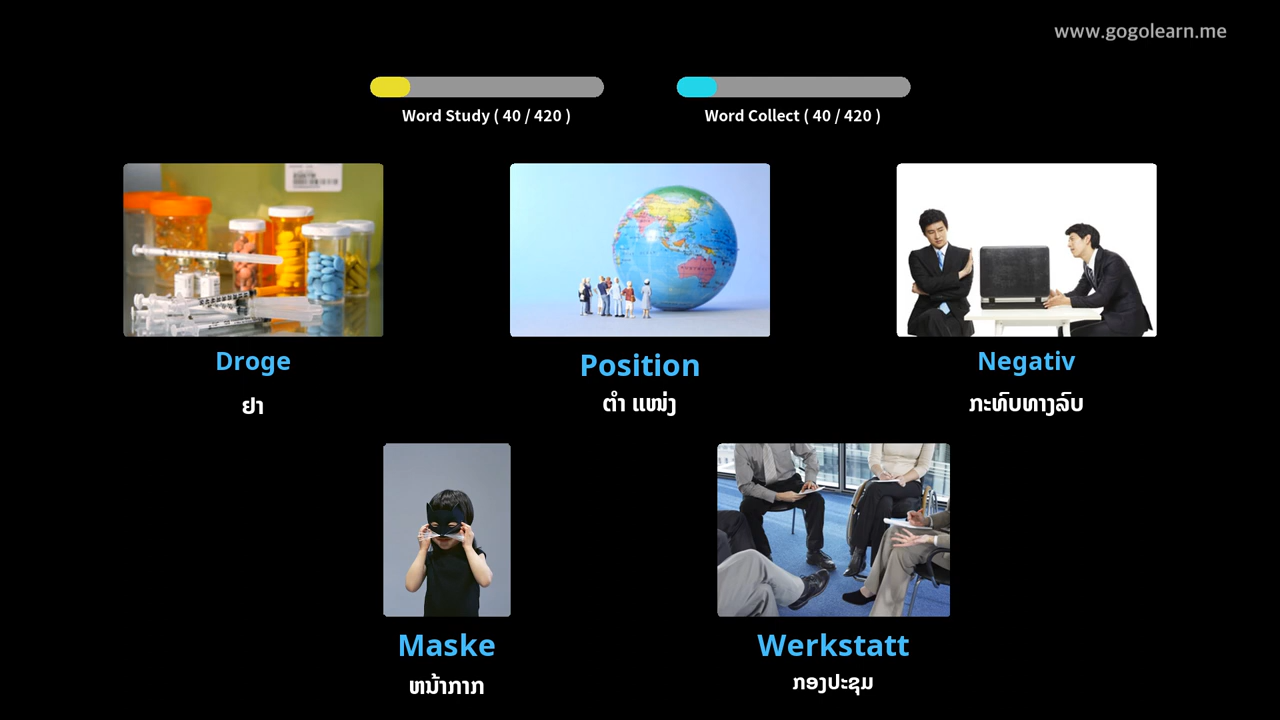 www.gogolearn.me
Word Study ( 40 / 420 )
Word Collect ( 40 / 420 )
Droge
ຢາ
Position
ຕຳ ແໜ່ງ
Negativ
ກະທົບທາງລົບ
Maske
ຫນ້າກາກ
Werkstatt
ກອງປະຊຸມ